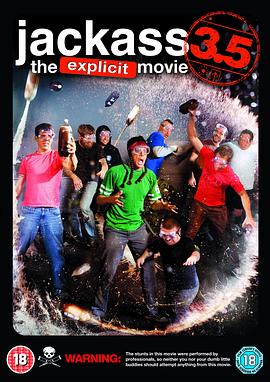 jackass 3.5
the explicit movie
18
WARNING:
The stunts in this movie were performed by
professionals, so neither you nor your dumb little
buddies should attempt anything from this movie.
18